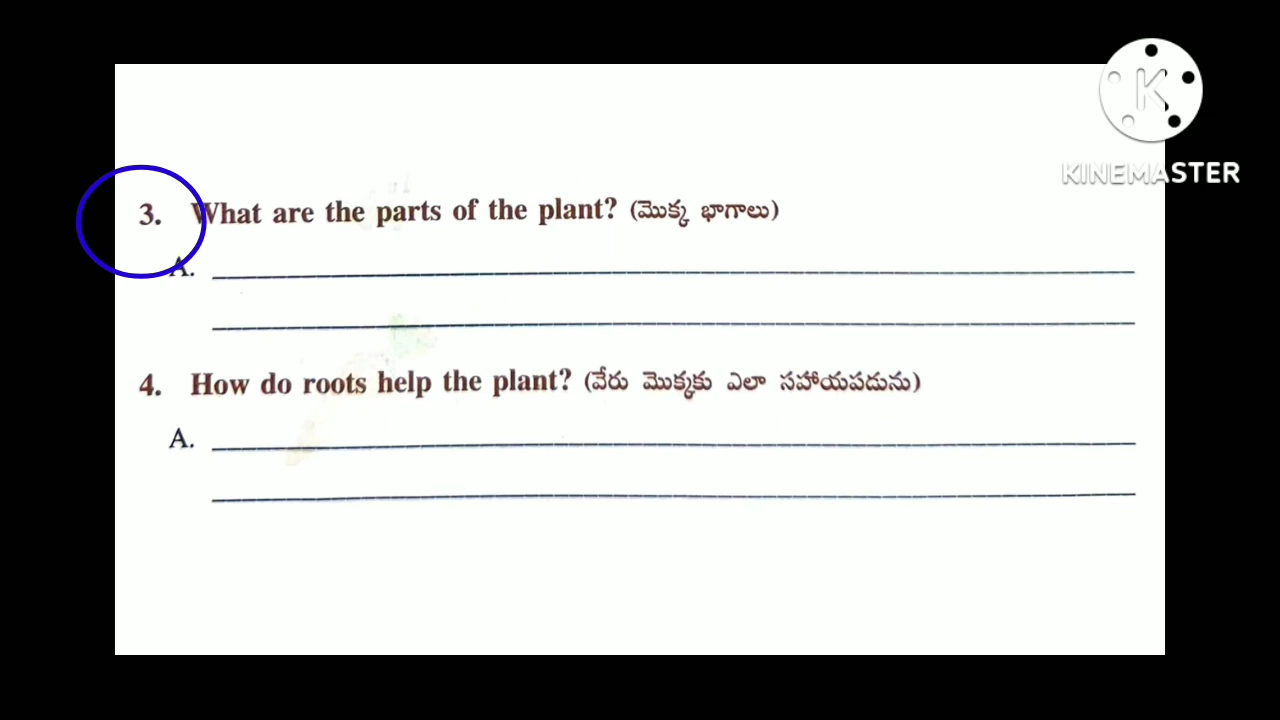 K
KINEMASTER
3. What are the parts of the plant? (మొక్క భాగాలు)
A.
4. How do roots help the plant? (వేరు మొక్కకు ఎలా సహాయపడును)
A.